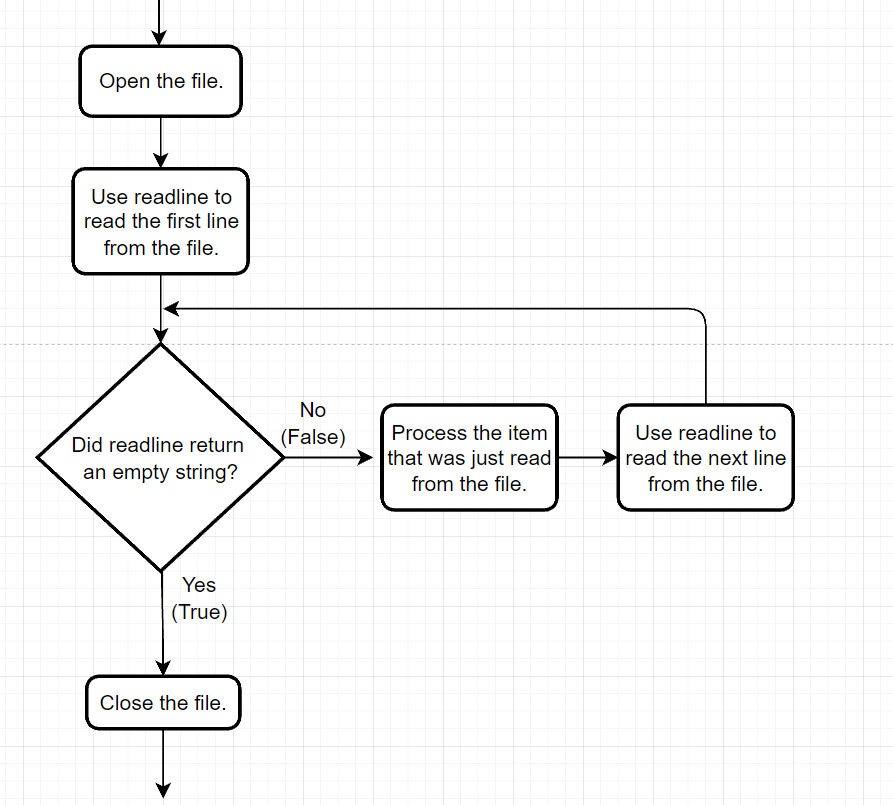 Open the file.
Use readline to
read the first line
from the file.
Did readline return
an empty string?
No
(False)
Process the item
that was just read
from the file.
Use readline to
read the next line
from the file.
Yes
(True)
Close the file.